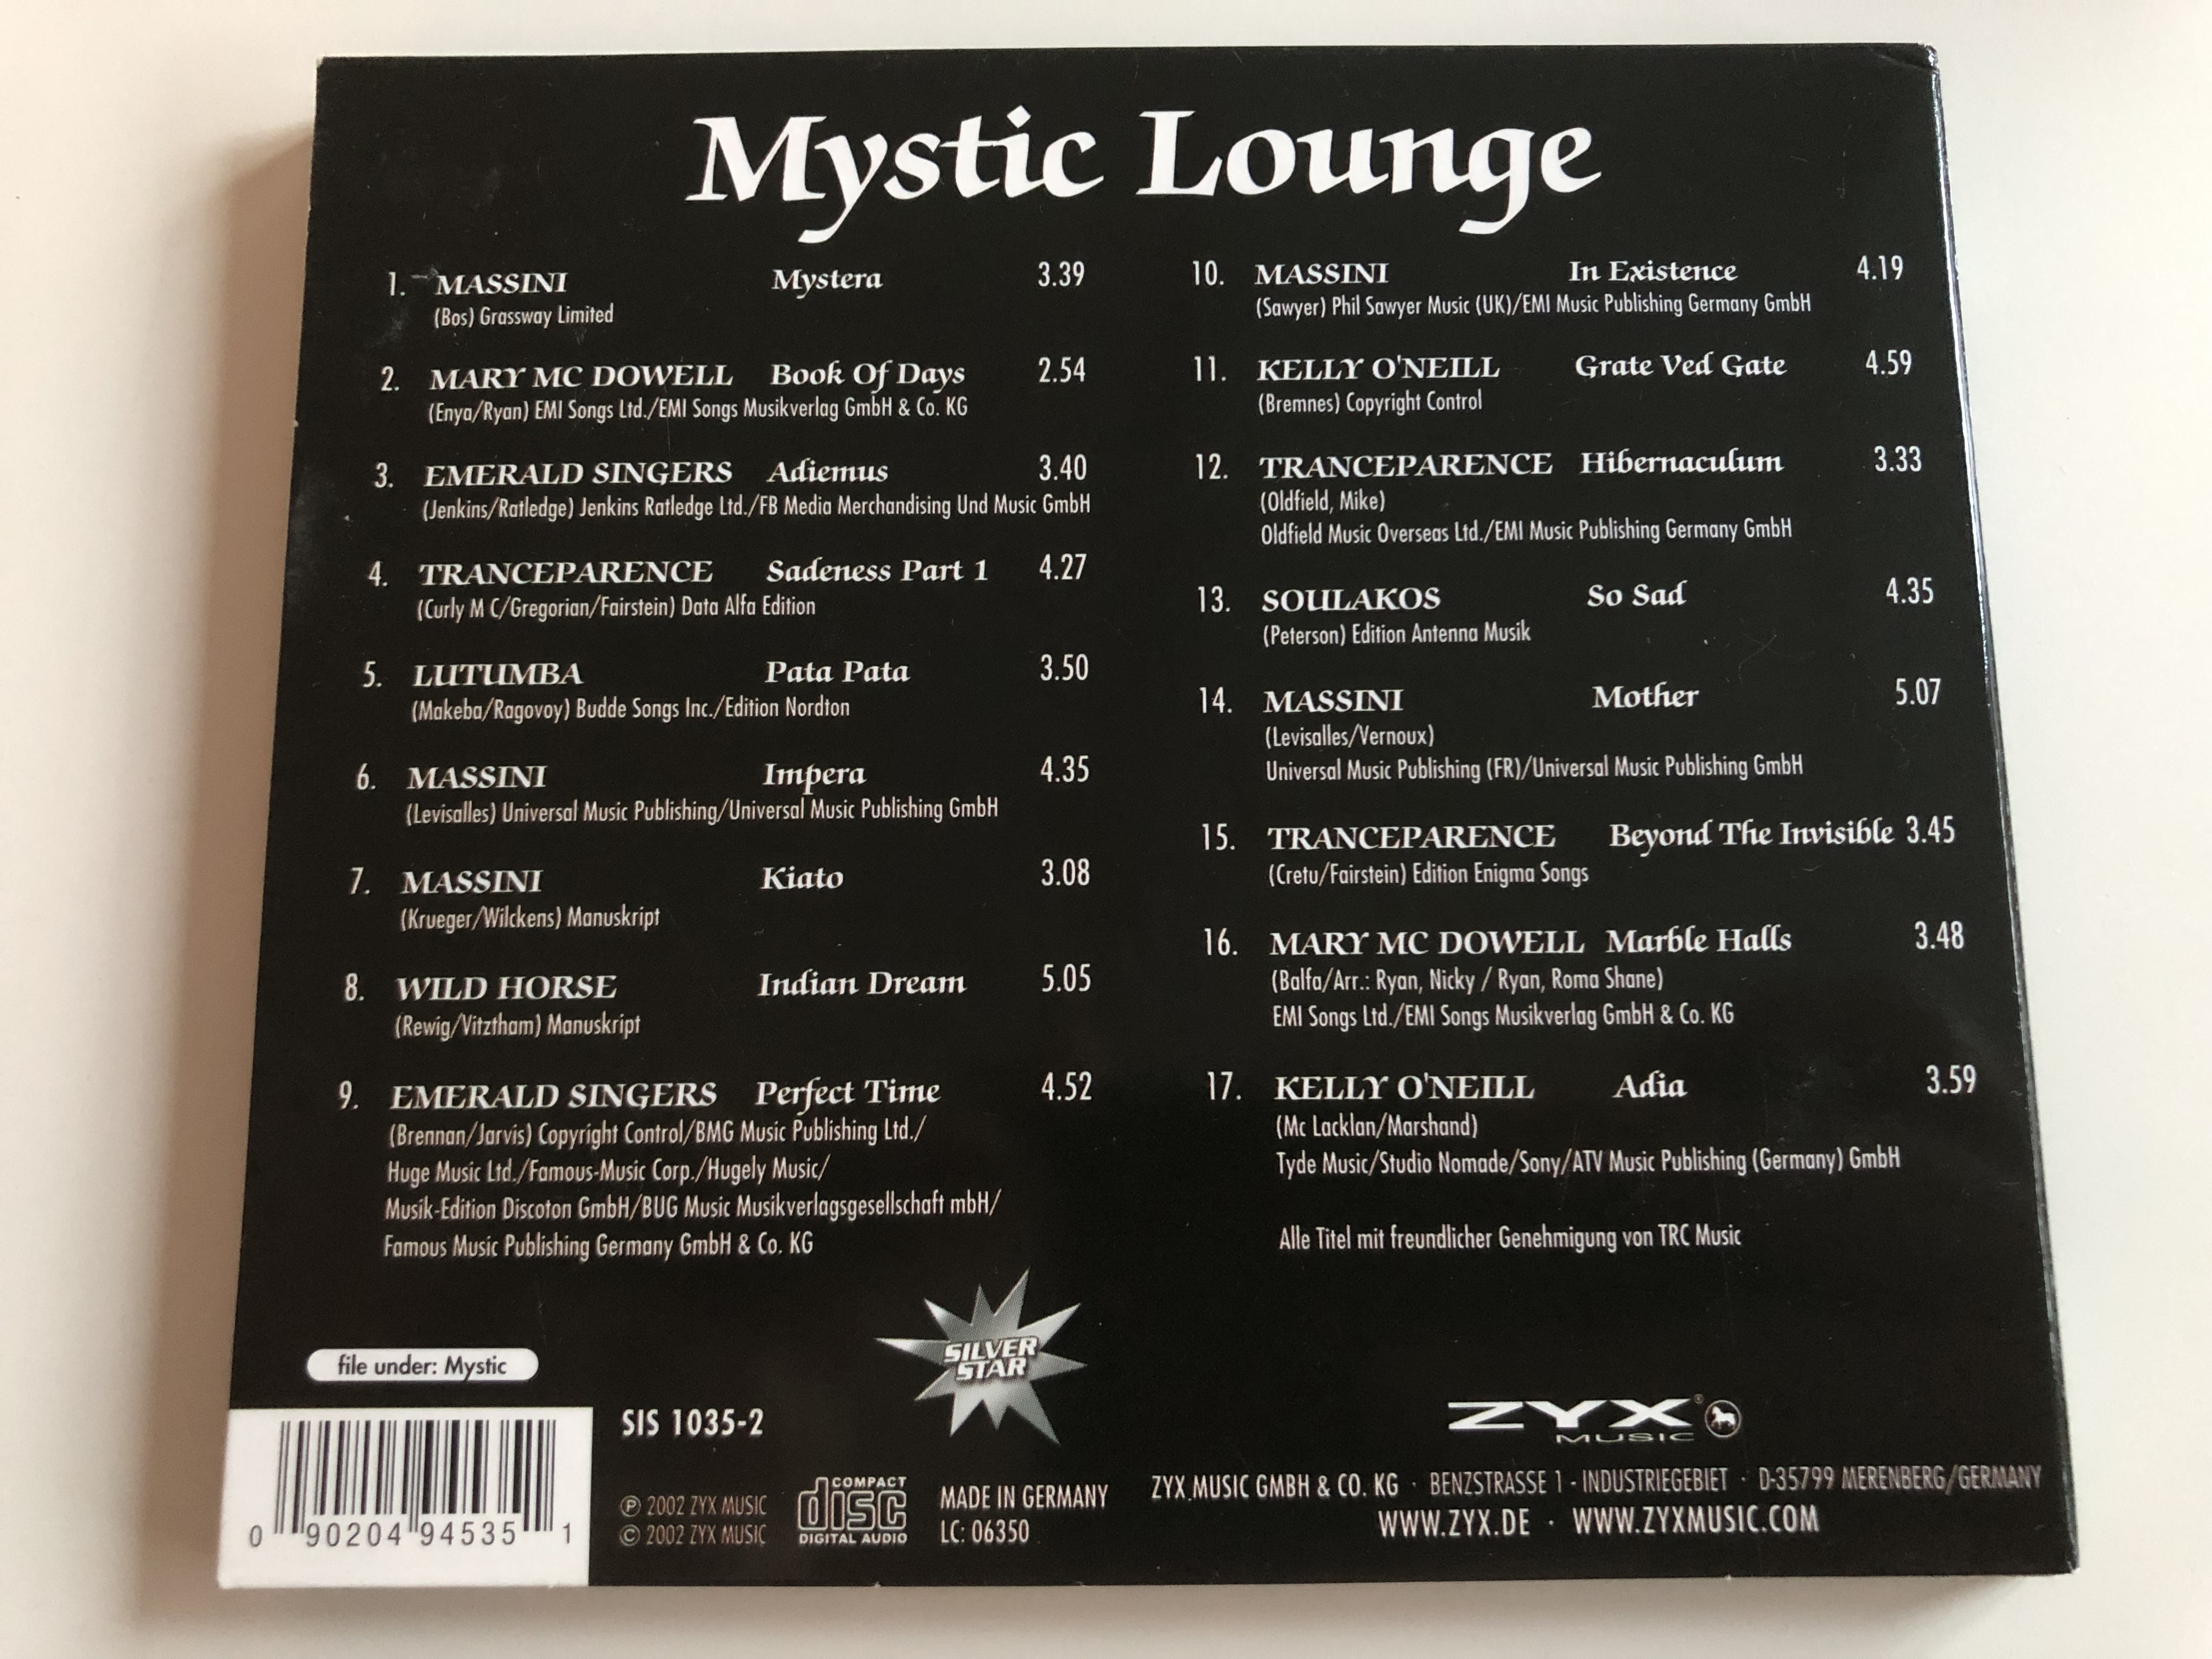 Mystic Lounge
1. MASSINI Mystera 3.39
(Bos) Grassway Limited
2. MARY MC DOWELL Book Of Days 2.54
(Enya/Ryan) EMI Songs Ltd./EMI Songs Musikverlag GmbH & Co. KG
3. EMERALD SINGERS Adiemus 3.40
(Jenkins/Ratledge) Jenkins Ratledge Ltd./FB Media Merchandising Und Music GmbH
4. TRANCEPARENCE Sadeness Part 1 4.27
(Curly M C/Gregorian/Fairstein) Data Alfa Edition
5. LUTUMBA Pata Pata 3.50
(Makeba/Ragovoy) Budde Songs Inc./Edition Nordton
6. MASSINI Impera 4.35
(Levisalles) Universal Music Publishing/Universal Music Publishing GmbH
7. MASSINI Kiato 3.08
(Krueger/Wilckens) Manuskript
8. WILD HORSE Indian Dream 5.05
(Rewig/Vitztham) Manuskript
9. EMERALD SINGERS Perfect Time 4.52
(Brennan/Jarvis) Copyright Control/BMG Music Publishing Ltd./
Huge Music Ltd./Famous-Music Corp./Hugely Music/
Musik-Edition Discoton GmbH/BUG Music Musikverlagsgesellschaft mbH/
Famous Music Publishing Germany GmbH & Co. KG
10. MASSINI In Existence 4.19
(Sawyer) Phil Sawyer Music (UK)/EMI Music Publishing Germany GmbH
11. KELLY O'NEILL Grate Ved Gate 4.59
(Bremnes) Copyright Control
12. TRANCEPARENCE Hibernaculum 3.33
(Oldfield, Mike)
Oldfield Music Overseas Ltd./EMI Music Publishing Germany GmbH
13. SOULAKOS So Sad 4.35
(Peterson) Edition Antenna Musik
14. MASSINI Mother 5.07
(Levisalles/Vernoux)
Universal Music Publishing (FR)/Universal Music Publishing GmbH
15. TRANCEPARENCE Beyond The Invisible 3.45
(Cretu/Fairstein) Edition Enigma Songs
16. MARY MC DOWELL Marble Halls 3.48
(Balfa/Arr.: Ryan, Nicky / Ryan, Roma Shane)
EMI Songs Ltd./EMI Songs Musikverlag GmbH & Co. KG
17. KELLY O'NEILL Adia 3.59
(Mc Lacklan/Marshand)
Tyde Music/Studio Nomade/Sony/ATV Music Publishing (Germany) GmbH
Alle Titel mit freundlicher Genehmigung von TRC Music
file under: Mystic
SILVER
STAR
SIS 1035-2
0 90204 94535 1
℗ 2002 ZYX MUSIC
© 2002 ZYX MUSIC
COMPACT
disc
DIGITAL AUDIO
MADE IN GERMANY
LC: 06350
ZYX®
MUSIC
ZYX MUSIC GMBH & CO. KG · BENZSTRASSE 1 - INDUSTRIEGEBIET · D-35799 MERENBERG/GERMANY
WWW.ZYX.DE · WWW.ZYXMUSIC.COM